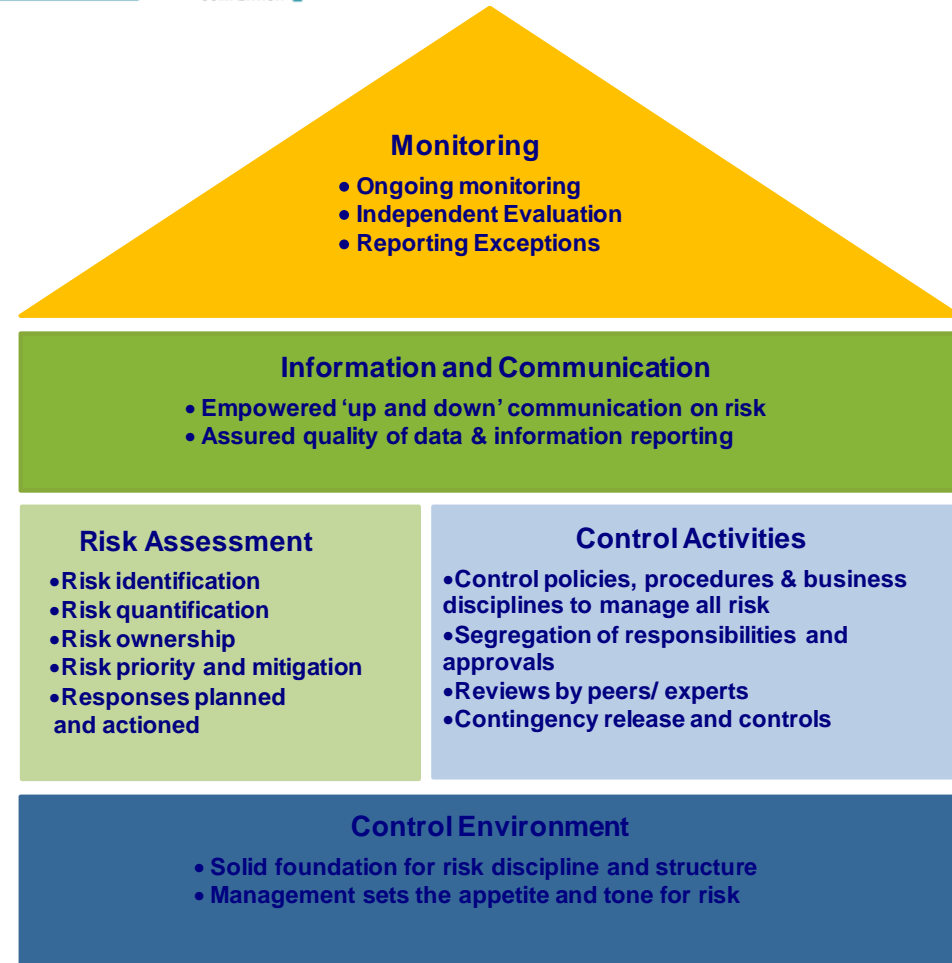 Monitoring
• Ongoing monitoring
• Independent Evaluation
• Reporting Exceptions
Information and Communication
• Empowered ‘up and down’ communication on risk
• Assured quality of data & information reporting
Risk Assessment
•Risk identification
•Risk quantification
•Risk ownership
•Risk priority and mitigation
•Responses planned
and actioned
Control Activities
•Control policies, procedures & business
disciplines to manage all risk
•Segregation of responsibilities and
approvals
•Reviews by peers/ experts
•Contingency release and controls
Control Environment
• Solid foundation for risk discipline and structure
• Management sets the appetite and tone for risk